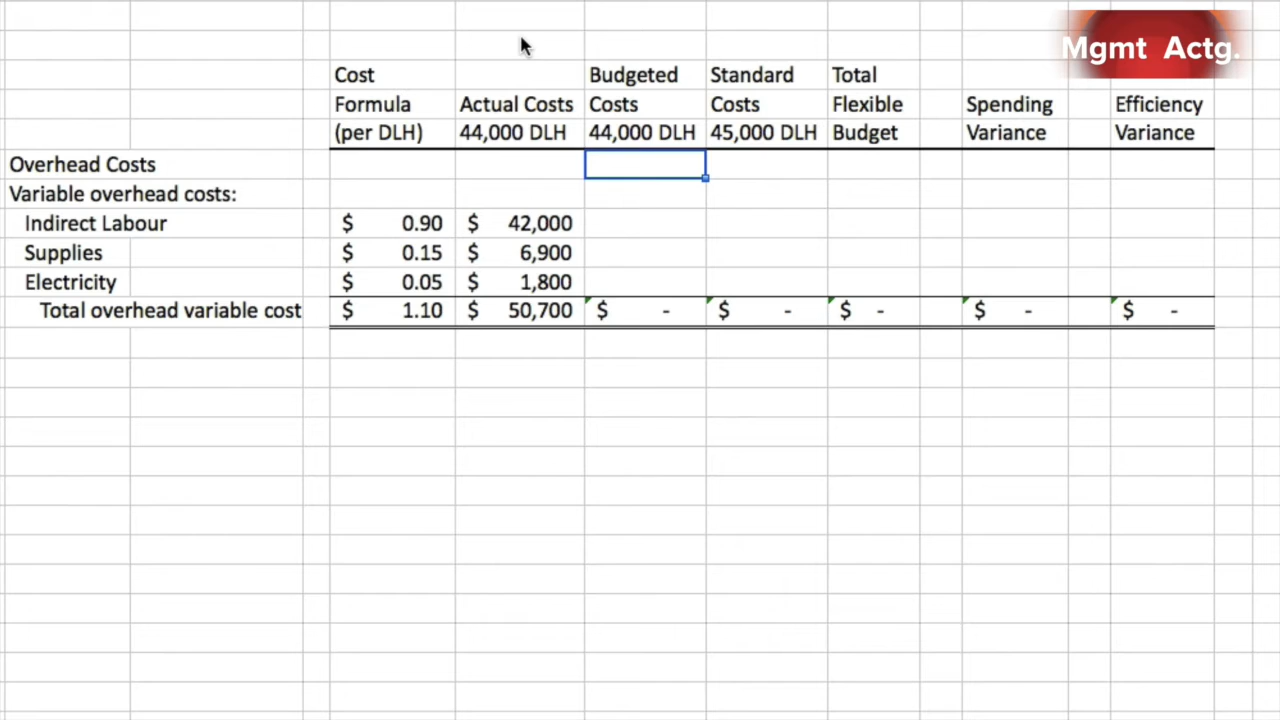 Mgmt Actg.
Cost Budgeted Standard Total
Formula Actual Costs Costs Costs Flexible Spending Efficiency
(per DLH) 44,000 DLH 44,000 DLH 45,000 DLH Budget Variance Variance
Overhead Costs
Variable overhead costs:
Indirect Labour $ 0.90 $ 42,000
Supplies $ 0.15 $ 6,900
Electricity $ 0.05 $ 1,800
Total overhead variable cost $ 1.10 $ 50,700 $ - $ - $ - $ - $ -